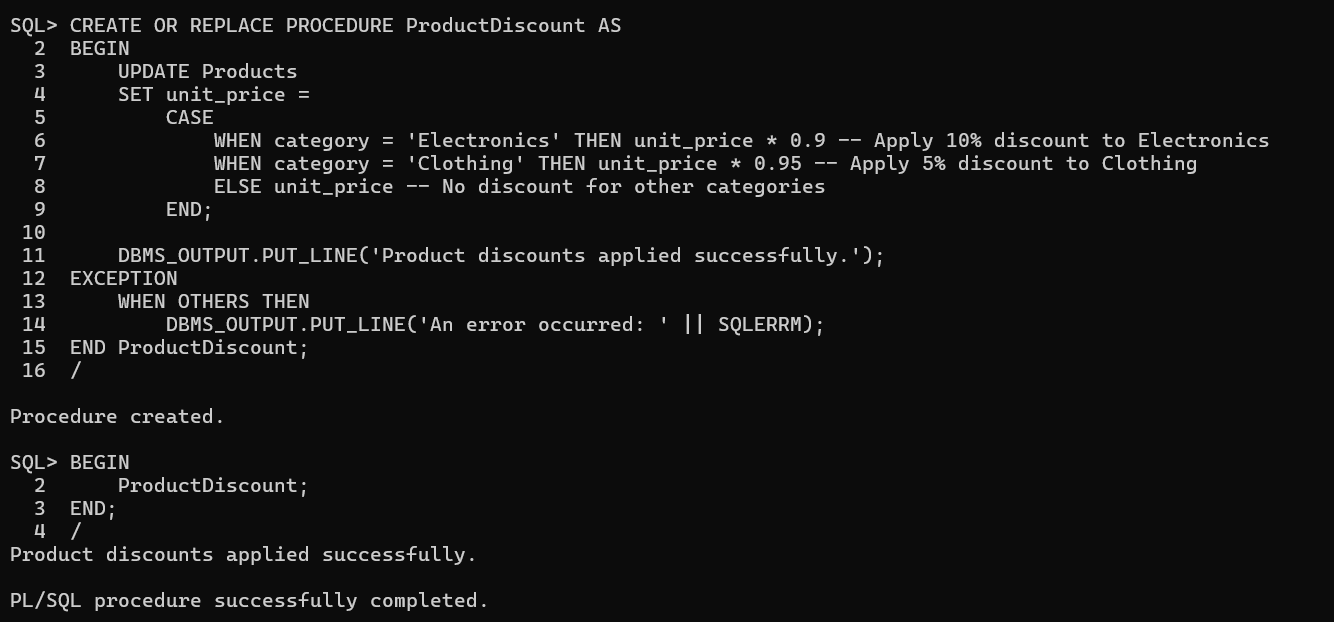 SQL> CREATE OR REPLACE PROCEDURE ProductDiscount AS
  2  BEGIN
  3      UPDATE Products
  4      SET unit_price =
  5          CASE
  6              WHEN category = 'Electronics' THEN unit_price * 0.9 -- Apply 10% discount to Electronics
  7              WHEN category = 'Clothing' THEN unit_price * 0.95 -- Apply 5% discount to Clothing
  8              ELSE unit_price -- No discount for other categories
  9          END;
 10
 11      DBMS_OUTPUT.PUT_LINE('Product discounts applied successfully.');
 12  EXCEPTION
 13      WHEN OTHERS THEN
 14          DBMS_OUTPUT.PUT_LINE('An error occurred: ' || SQLERRM);
 15  END ProductDiscount;
 16  /

Procedure created.

SQL> BEGIN
  2      ProductDiscount;
  3  END;
  4  /
Product discounts applied successfully.

PL/SQL procedure successfully completed.